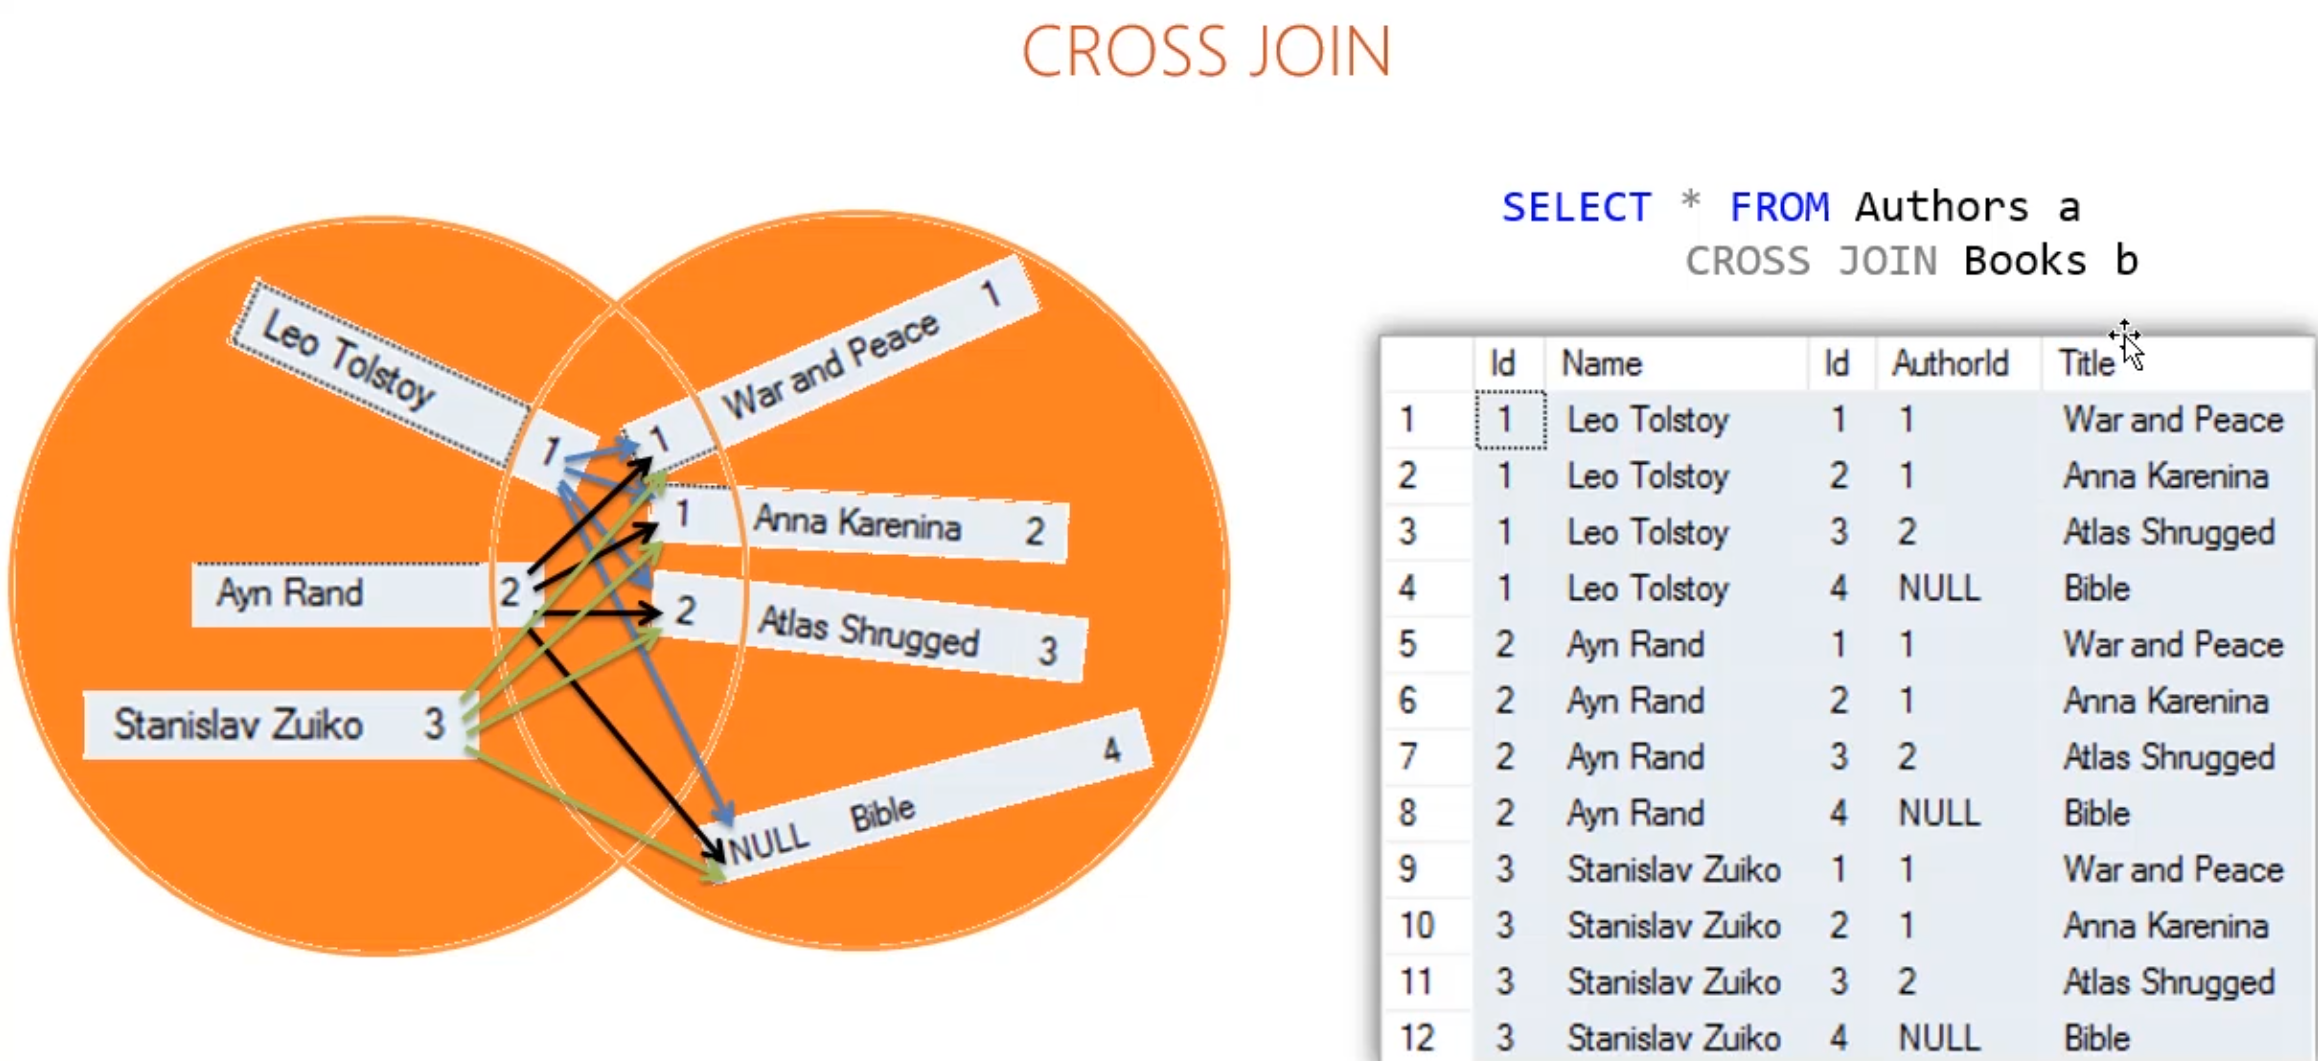 CROSS JOIN
SELECT * FROM Authors a
CROSS JOIN Books b
Leo Tolstoy 1
Ayn Rand 2
Stanislav Zuiko 3
1 War and Peace 1
1 Anna Karenina 2
2 Atlas Shrugged 3
NULL Bible 4
Id Name Id AuthorId Title
1 1 Leo Tolstoy 1 1 War and Peace
2 1 Leo Tolstoy 2 1 Anna Karenina
3 1 Leo Tolstoy 3 2 Atlas Shrugged
4 1 Leo Tolstoy 4 NULL Bible
5 2 Ayn Rand 1 1 War and Peace
6 2 Ayn Rand 2 1 Anna Karenina
7 2 Ayn Rand 3 2 Atlas Shrugged
8 2 Ayn Rand 4 NULL Bible
9 3 Stanislav Zuiko 1 1 War and Peace
10 3 Stanislav Zuiko 2 1 Anna Karenina
11 3 Stanislav Zuiko 3 2 Atlas Shrugged
12 3 Stanislav Zuiko 4 NULL Bible